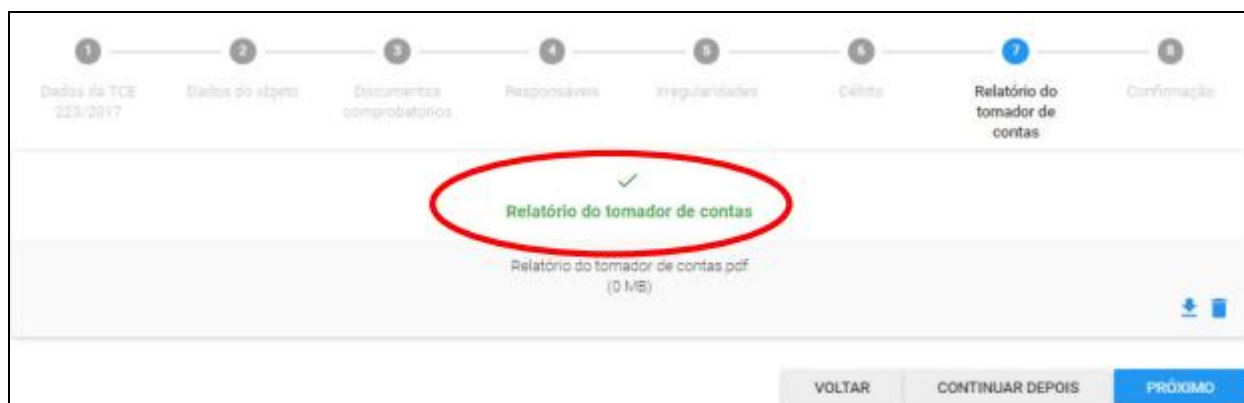 1 2 3 4 5 6 7 8
Dados da TCE
223/2017
Dados do objeto
Documentos
comprobatórios
Responsáveis
Irregularidades
Débito
Relatório do
tomador de
contas
Confirmação
Relatório do tomador de contas
Relatório do tomador de contas.pdf
(0 MB)
VOLTAR CONTINUAR DEPOIS PRÓXIMO